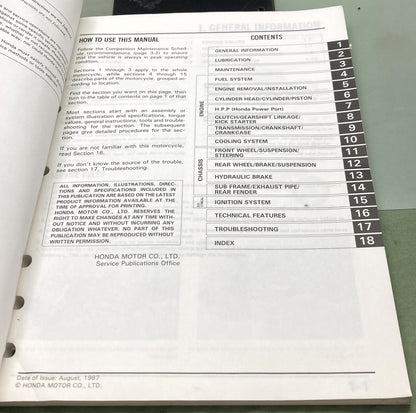 HOW TO USE THIS MANUAL
Follow the Competition Maintenance Sched-
ule recommendations (page 3-2) to ensure
that the vehicle is always in peak operating
Sections 1 through 3 apply to the whole
motorcycle, while sections 4 through 15
describe parts of the motorcycle, grouped ac-
cording to location.
Find the section you want on this page, then
turn to the table of contents on page 1 of that
section.
Most sections start with an assembly or
system illustration and specifications, torque
values, general instructions, tools and trouble-
shooting for the section. The subsequent
pages give detailed procedures for the sec-
If you are not familiar with this motorcycle,
read Section 16.
If you don't know the source of the trouble,
see section 17, Troubleshooting.
ALL INFORMATION, ILLUSTRATIONS, DIREC-
TIONS AND SPECIFICATIONS INCLUDED IN
THIS PUBLICATION ARE BASED ON THE LATEST
PRODUCT INFORMATION AVAILABLE AT THE
TIME OF APPROVAL FOR PRINTING.
HONDA MOTOR CO., LTD. RESERVES THE
RIGHT TO MAKE CHANGES AT ANY TIME WITH-
OUT NOTICE AND WITHOUT INCURRING ANY
OBLIGATION WHATEVER. NO PART OF THIS
PUBLICATION MAY BE REPRODUCED WITHOUT
WRITTEN PERMISSION.
HONDA MOTOR CO., LTD.
Service Publications Office
CONTENTS
GENERAL INFORMATION 1
LUBRICATION 2
MAINTENANCE 3
FUEL SYSTEM 4
ENGINE
ENGINE REMOVAL/INSTALLATION 5
CYLINDER HEAD/CYLINDER/PISTON 6
H.P.P (Honda Power Port) 7
CLUTCH/GEARSHIFT LINKAGE/
KICK STARTER 8
TRANSMISSION/CRANKSHAFT/
CRANKCASE 9
COOLING SYSTEM 10
CHASSIS
FRONT WHEEL/SUSPENSION/
STEERING 11
REAR WHEEL/BRAKE/SUSPENSION 12
HYDRAULIC BRAKE 13
SUB FRAME/EXHAUST PIPE/
REAR FENDER 14
IGNITION SYSTEM 15
TECHNICAL FEATURES 16
TROUBLESHOOTING 17
INDEX 18
Date of Issue: August, 1987
© HONDA MOTOR CO., LTD.